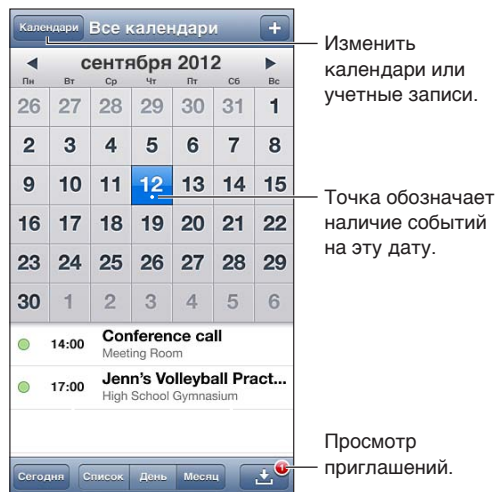 Календари Все календари +
сентября 2012
Пн Вт Ср Чт Пт Сб Вс
26 27 28 29 30 31 1
2 3 4 5 6 7 8
9 10 11 12 13 14 15
16 17 18 19 20 21 22
23 24 25 26 27 28 29
30 1 2 3 4 5 6
14:00 Conference call
Meeting Room
17:00 Jenn's Volleyball Pract...
High School Gymnasium
Сегодня Список День Месяц 1
Изменить
календари или
учетные записи.
Точка обозначает
наличие событий
на эту дату.
Просмотр
приглашений.